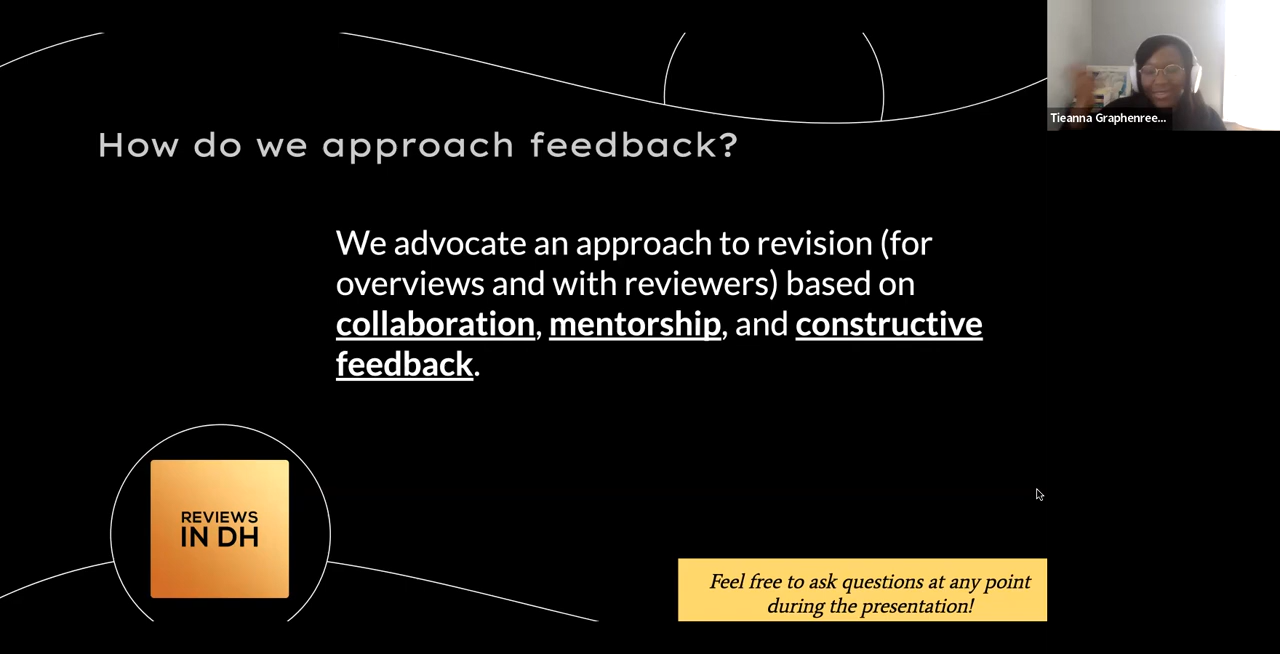 Tieanna Graphenree...
How do we approach feedback?
We advocate an approach to revision (for
overviews and with reviewers) based on
collaboration, mentorship, and constructive
feedback.
REVIEWS
IN DH
Feel free to ask questions at any point
during the presentation!